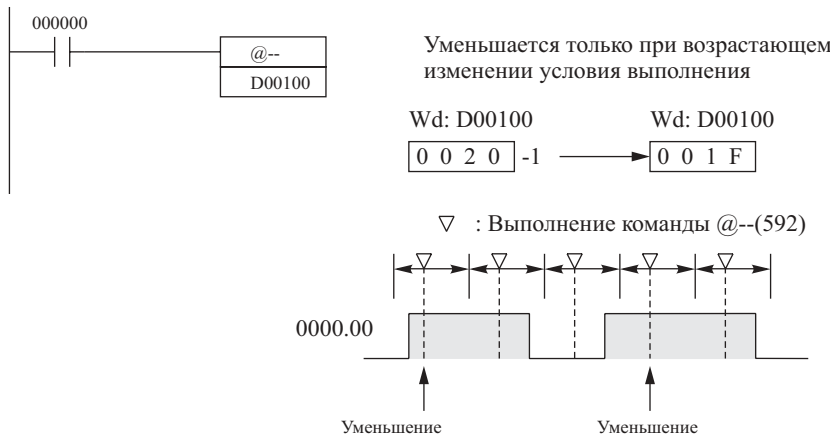 000000
@--
D00100
Уменьшается только при возрастающем
изменении условия выполнения
Wd: D00100 Wd: D00100
0 0 2 0 -1 0 0 1 F
: Выполнение команды @--(592)
0000.00
Уменьшение Уменьшение